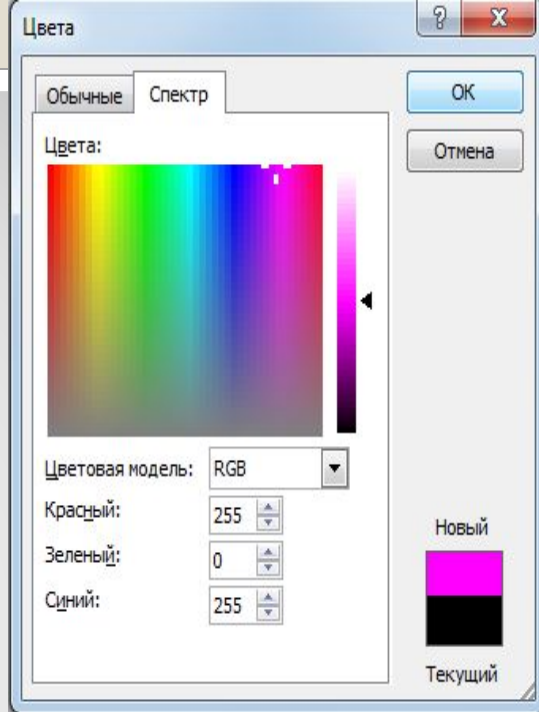 Цвета
Обычные Спектр
OK
Цвета:
Отмена
Цветовая модель: RGB
Красный: 255
Зеленый: 0
Синий: 255
Новый
Текущий